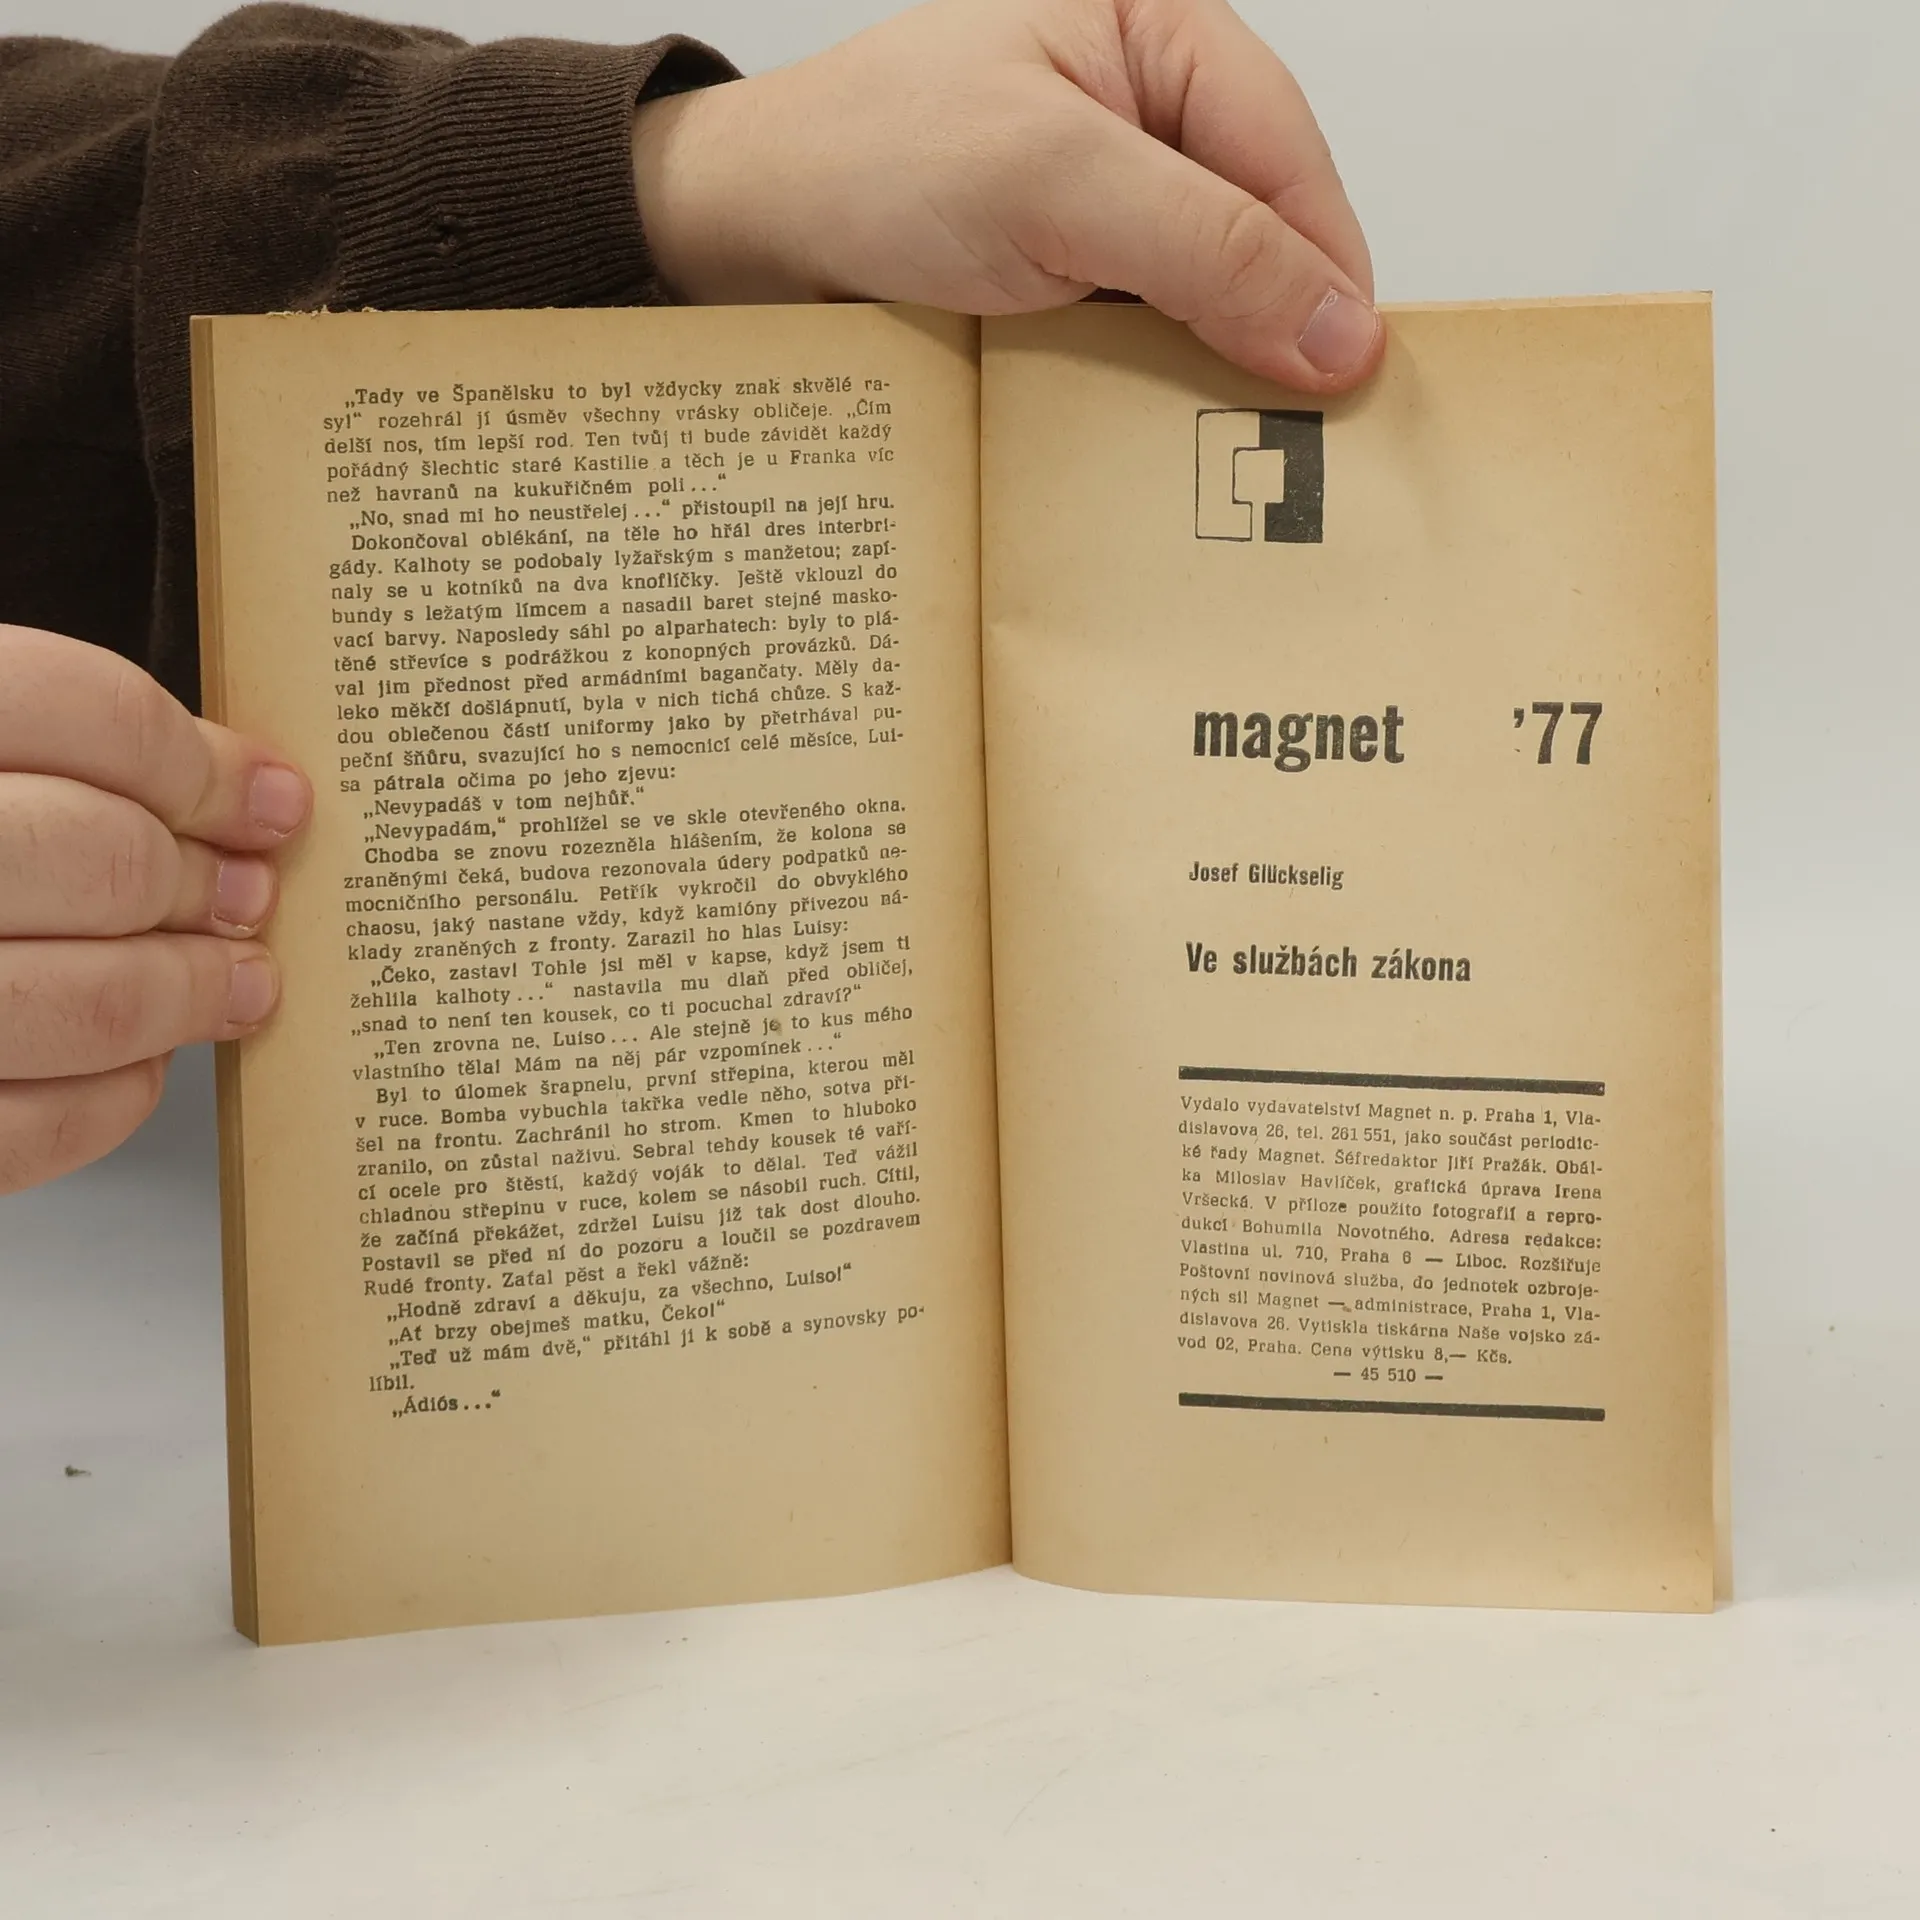 „Tady ve Španělsku to byl vždycky znak skvělé ra-
sy!“ rozehrál jí úsměv všechny vrásky obličeje. „Čím
delší nos, tím lepší rod. Ten tvůj ti bude závidět každý
pořádný šlechtic staré Kastilie a těch je u Franka víc
než havranů na kukuřičném poli...“
„No, snad mi ho neustřelej...“ přistoupil na její hru.
Dokončoval oblékání, na těle ho hřál dres interbri-
gády. Kalhoty se podobaly lyžařským s manžetou; zapí-
naly se u kotníků na dva knoflíčky. Ještě vklouzl do
bundy s ležatým límcem a nasadil baret stejné masko-
vací barvy. Naposledy sáhl po alparhatech: byly to plá-
těné střevíce s podrážkou z konopných provázků. Dá-
val jim přednost před armádními bagančaty. Měly da-
leko měkčí došlápnutí, byla v nich tichá chůze. S kaž-
dou oblečenou částí uniformy jako by přetrhával pu-
peční šňůru, svazující ho s nemocnicí celé měsíce, Lui-
sa pátrala očima po jeho zjevu:
„Nevypadáš v tom nejhůř.“
„Nevypadám,“ prohlížel se ve skle otevřeného okna.
Chodba se znovu rozezněla hlášením, že kolona se
zraněnými čeká, budova rezonovala údery podpatků ne-
mocničního personálu. Petřík vykročil do obvyklého
chaosu, jaký nastane vždy, když kamióny přivezou ná-
klady zraněných z fronty. Zarazil ho hlas Luisy:
„Čeko, zastav! Tohle jsi měl v kapse, když jsem ti
žehlila kalhoty...“ nastavila mu dlaň před obličej,
„snad to není ten kousek, co ti pocuchal zdraví?“
„Ten zrovna ne, Luiso... Ale stejně je to kus mého
vlastního těla! Mám na něj pár vzpomínek...“
Byl to úlomek šrapnelu, první střepina, kterou měl
v ruce. Bomba vybuchla takřka vedle něho, sotva při-
šel na frontu. Zachránil ho strom. Kmen to hluboko
zranilo, on zůstal naživu. Sebral tehdy kousek té vaří-
cí ocele pro štěstí, každý voják to dělal. Teď vážil
chladnou střepinu v ruce, kolem se násobil ruch. Cítil,
že začíná překážet, zdržel Luisu již tak dost dlouho.
Postavil se před ní do pozoru a loučil se pozdravem
Rudé fronty. Zaťal pěst a řekl vážně:
„Hodně zdraví a děkuju, za všechno, Luiso!“
„Ať brzy obejmeš matku, Čeko!“
„Teď už mám dvě,“ přitáhl ji k sobě a synovsky po-
líbil.
„Ádiós...“
magnet ’77
Josef Glückselig
Ve službách zákona
Vydalo vydavatelství Magnet n. p. Praha 1, Vla-
dislavova 26, tel. 261 551, jako součást periodic-
ké řady Magnet. Šéfredaktor Jiří Pražák. Obál-
ka Miloslav Havlíček, grafická úprava Irena
Vršecká. V příloze použito fotografií a repro-
dukcí Bohumila Novotného. Adresa redakce:
Vlastina ul. 710, Praha 6 — Liboc. Rozšiřuje
Poštovní novinová služba, do jednotek ozbroje-
ných sil Magnet — administrace, Praha 1, Vla-
dislavova 26. Vytiskla tiskárna Naše vojsko zá-
vod 02, Praha. Cena výtisku 8,— Kčs.
— 45 510 —